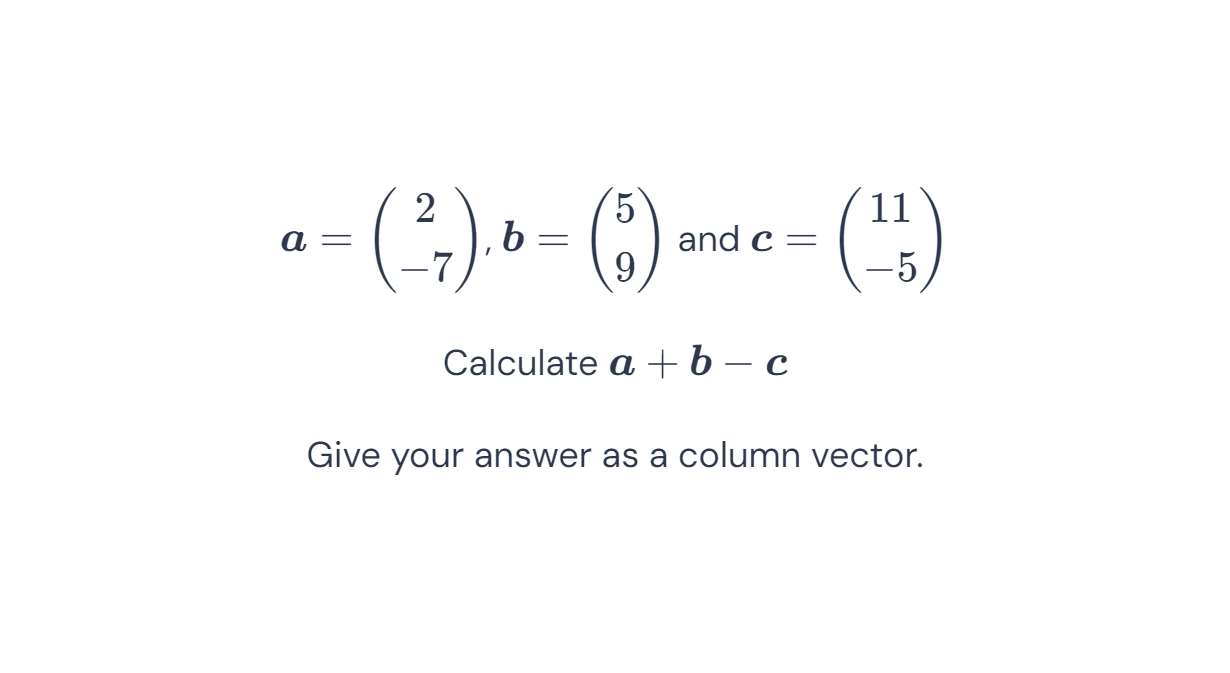 a = (2 −7), b = (5 9) and c = (11 −5)
Calculate a + b − c
Give your answer as a column vector.